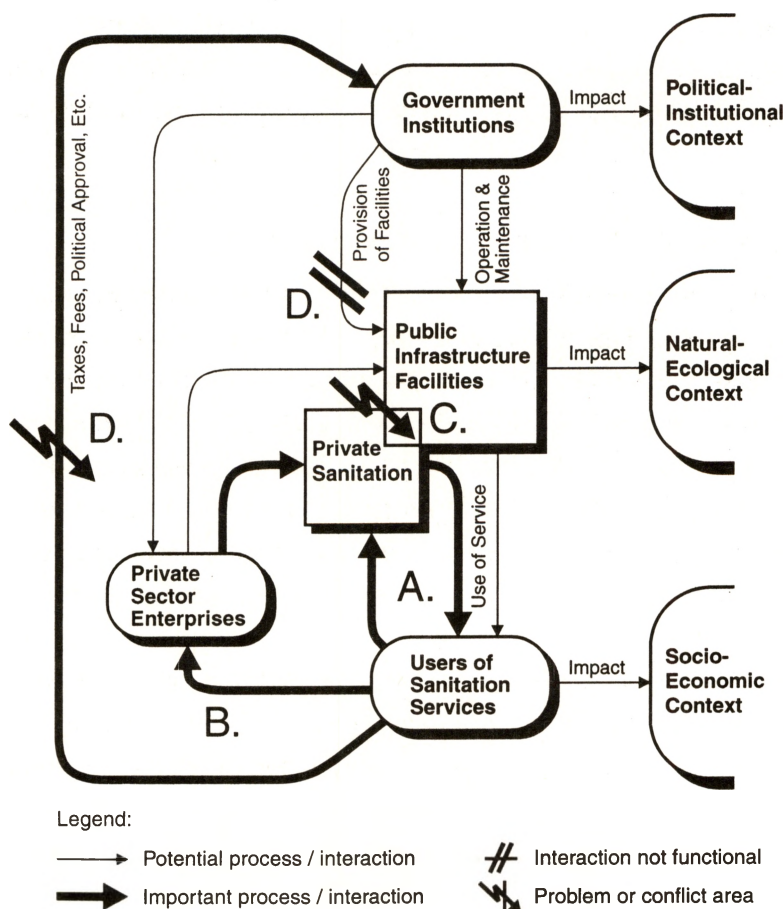 Government
Institutions
Impact
Political-
Institutional
Context
Taxes, Fees, Political Approval, Etc.
Provision
of Facilities
Operation &
Maintenance
D.
Public
Infrastructure
Facilities
Impact
Natural-
Ecological
Context
D.
C.
Private
Sanitation
Use of Service
Private
Sector
Enterprises
A.
Users of
Sanitation
Services
Impact
Socio-
Economic
Context
B.
Legend:
Potential process / interaction
Interaction not functional
Important process / interaction
Problem or conflict area